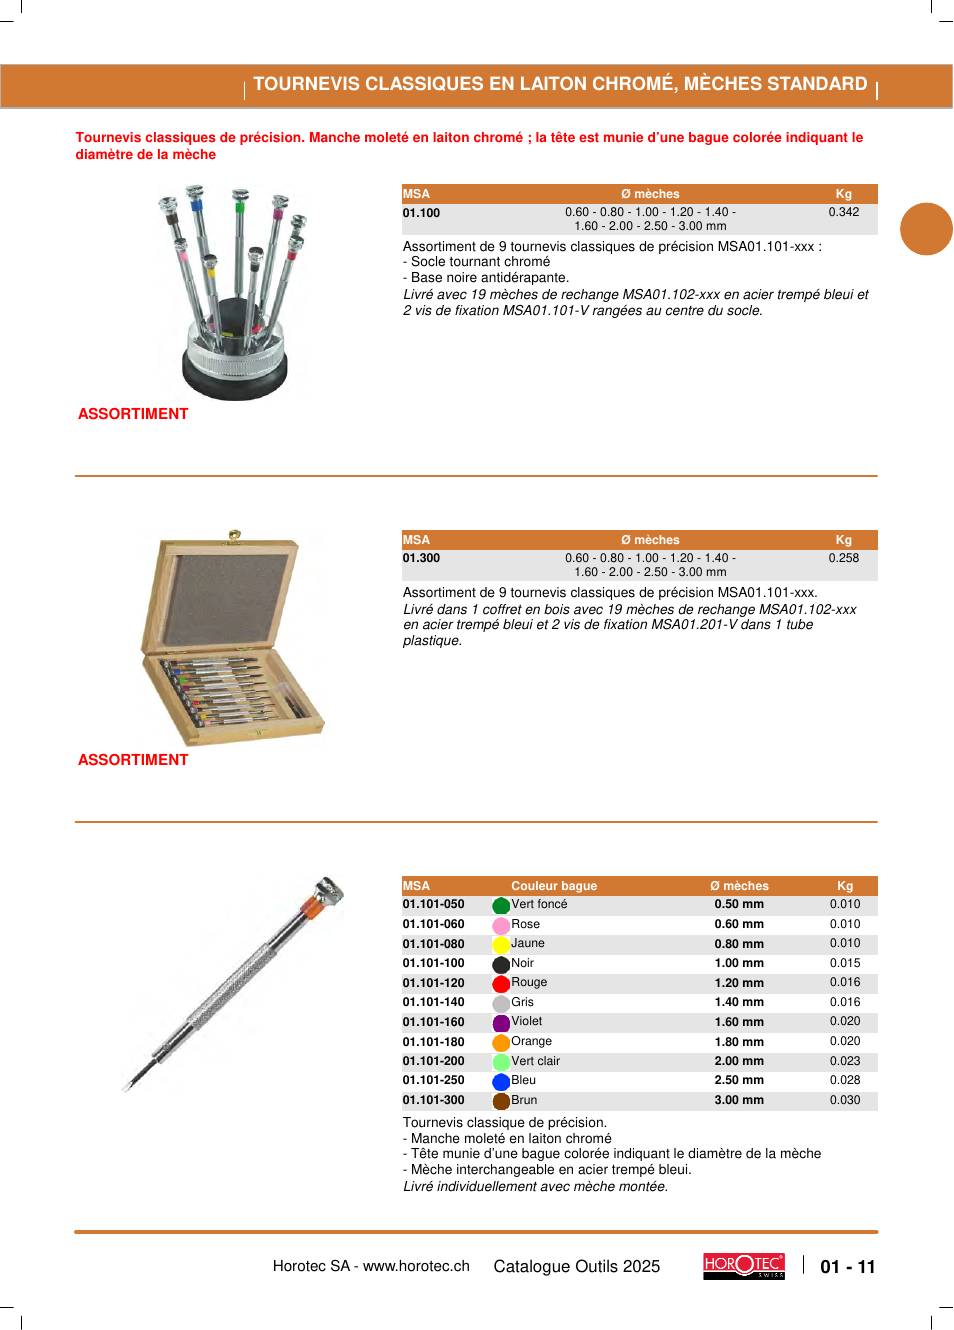 TOURNEVIS CLASSIQUES EN LAITON CHROMÉ, MÈCHES STANDARD
Tournevis classiques de précision. Manche moleté en laiton chromé ; la tête est munie d'une bague colorée indiquant le
diamètre de la mèche
MSA Ø mèches Kg
01.100 0.60 - 0.80 - 1.00 - 1.20 - 1.40 - 0.342
1.60 - 2.00 - 2.50 - 3.00 mm
Assortiment de 9 tournevis classiques de précision MSA01.101-xxx :
- Socle tournant chromé
- Base noire antidérapante.
Livré avec 19 mèches de rechange MSA01.102-xxx en acier trempé bleui et
2 vis de fixation MSA01.101-V rangées au centre du socle.
ASSORTIMENT
MSA Ø mèches Kg
01.300 0.60 - 0.80 - 1.00 - 1.20 - 1.40 - 0.258
1.60 - 2.00 - 2.50 - 3.00 mm
Assortiment de 9 tournevis classiques de précision MSA01.101-xxx.
Livré dans 1 coffret en bois avec 19 mèches de rechange MSA01.102-xxx
en acier trempé bleui et 2 vis de fixation MSA01.201-V dans 1 tube
plastique.
ASSORTIMENT
MSA Couleur bague Ø mèches Kg
01.101-050 Vert foncé 0.50 mm 0.010
01.101-060 Rose 0.60 mm 0.010
01.101-080 Jaune 0.80 mm 0.010
01.101-100 Noir 1.00 mm 0.015
01.101-120 Rouge 1.20 mm 0.016
01.101-140 Gris 1.40 mm 0.016
01.101-160 Violet 1.60 mm 0.020
01.101-180 Orange 1.80 mm 0.020
01.101-200 Vert clair 2.00 mm 0.023
01.101-250 Bleu 2.50 mm 0.028
01.101-300 Brun 3.00 mm 0.030
Tournevis classique de précision.
- Manche moleté en laiton chromé
- Tête munie d'une bague colorée indiquant le diamètre de la mèche
- Mèche interchangeable en acier trempé bleui.
Livré individuellement avec mèche montée.
Horotec SA - www.horotec.ch Catalogue Outils 2025 HOROTEC SWISS 01 - 11